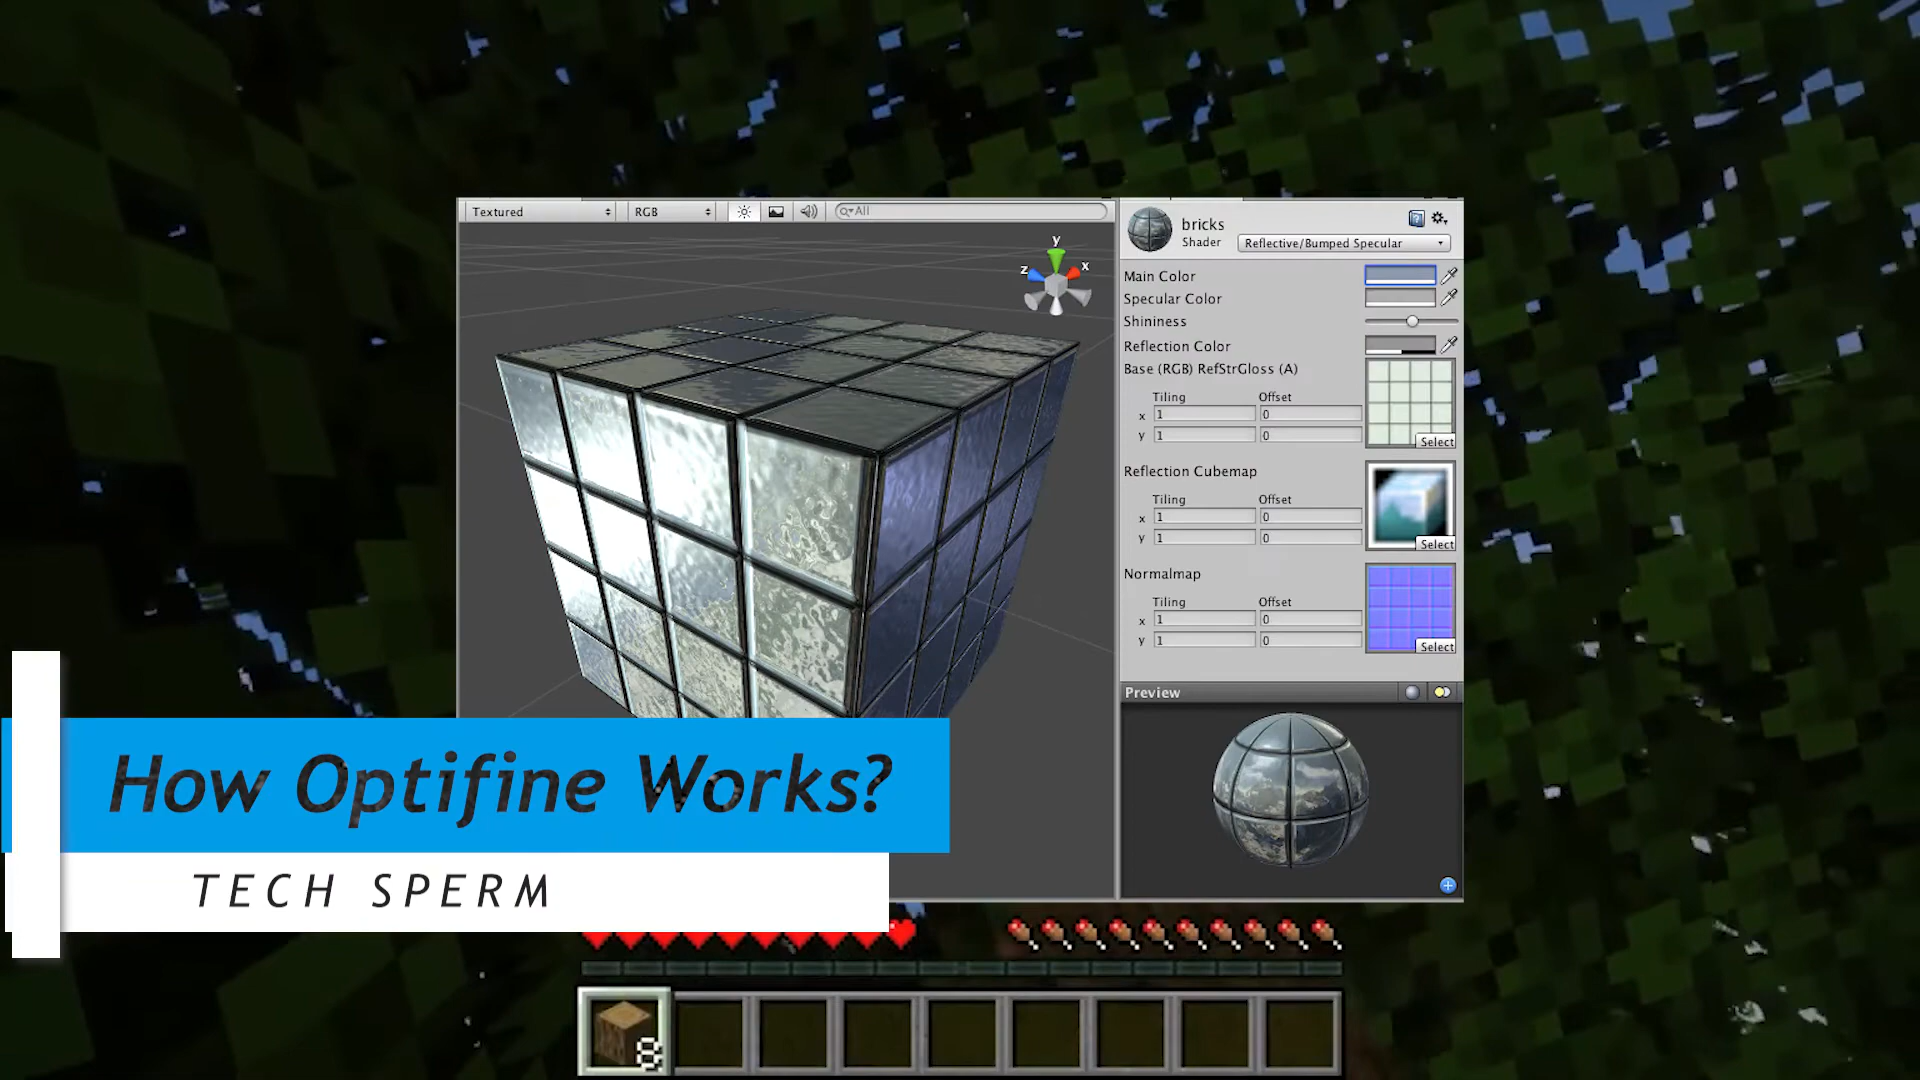 Textured RGB All
y
z x
bricks
Shader Reflective/Bumped Specular
Main Color
Specular Color
Shininess
Reflection Color
Base (RGB) RefStrGloss (A)
Tiling Offset
x 1 0
y 1 0
Select
Reflection Cubemap
Tiling Offset
x 1 0
y 1 0
Select
Normalmap
Tiling Offset
x 1 0
y 1 0
Select
Preview
How Optifine Works?
TECH SPERM
8